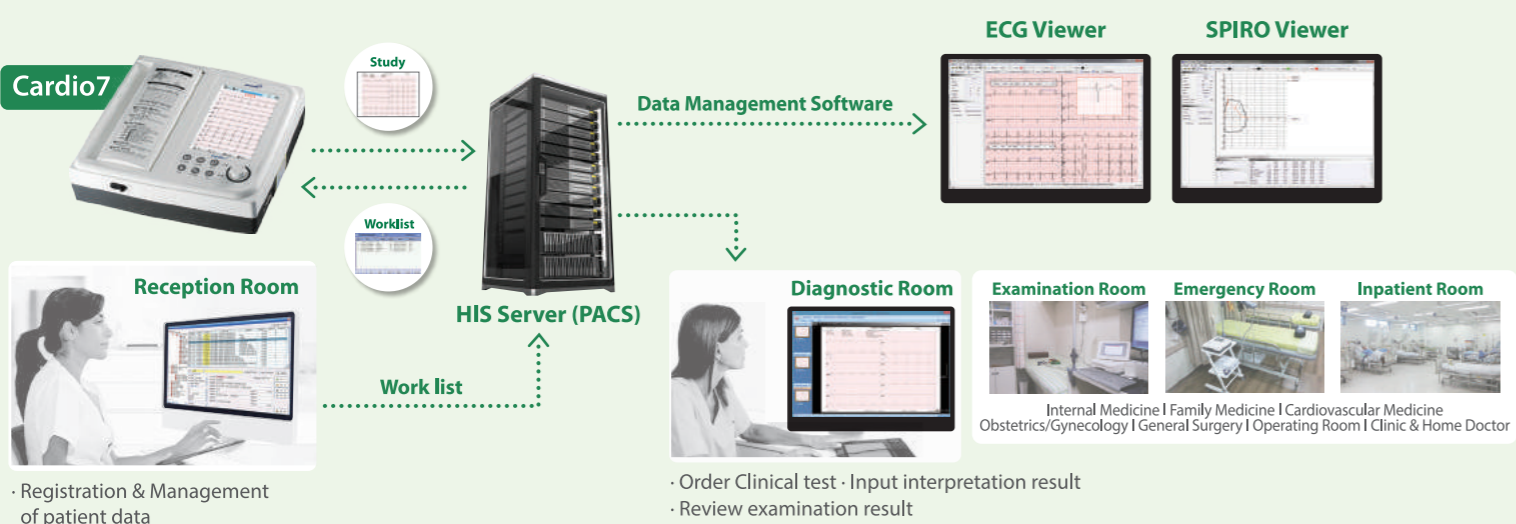 ECG Viewer
SPIRO Viewer
Cardio7
Study
Data Management Software
Worklist
Reception Room
HIS Server (PACS)
Work list
Diagnostic Room
Examination Room
Emergency Room
Inpatient Room
Internal Medicine I Family Medicine I Cardiovascular Medicine
Obstetrics/Gynecology I General Surgery I Operating Room I Clinic & Home Doctor
· Registration & Management
of patient data
· Order Clinical test · Input interpretation result
· Review examination result